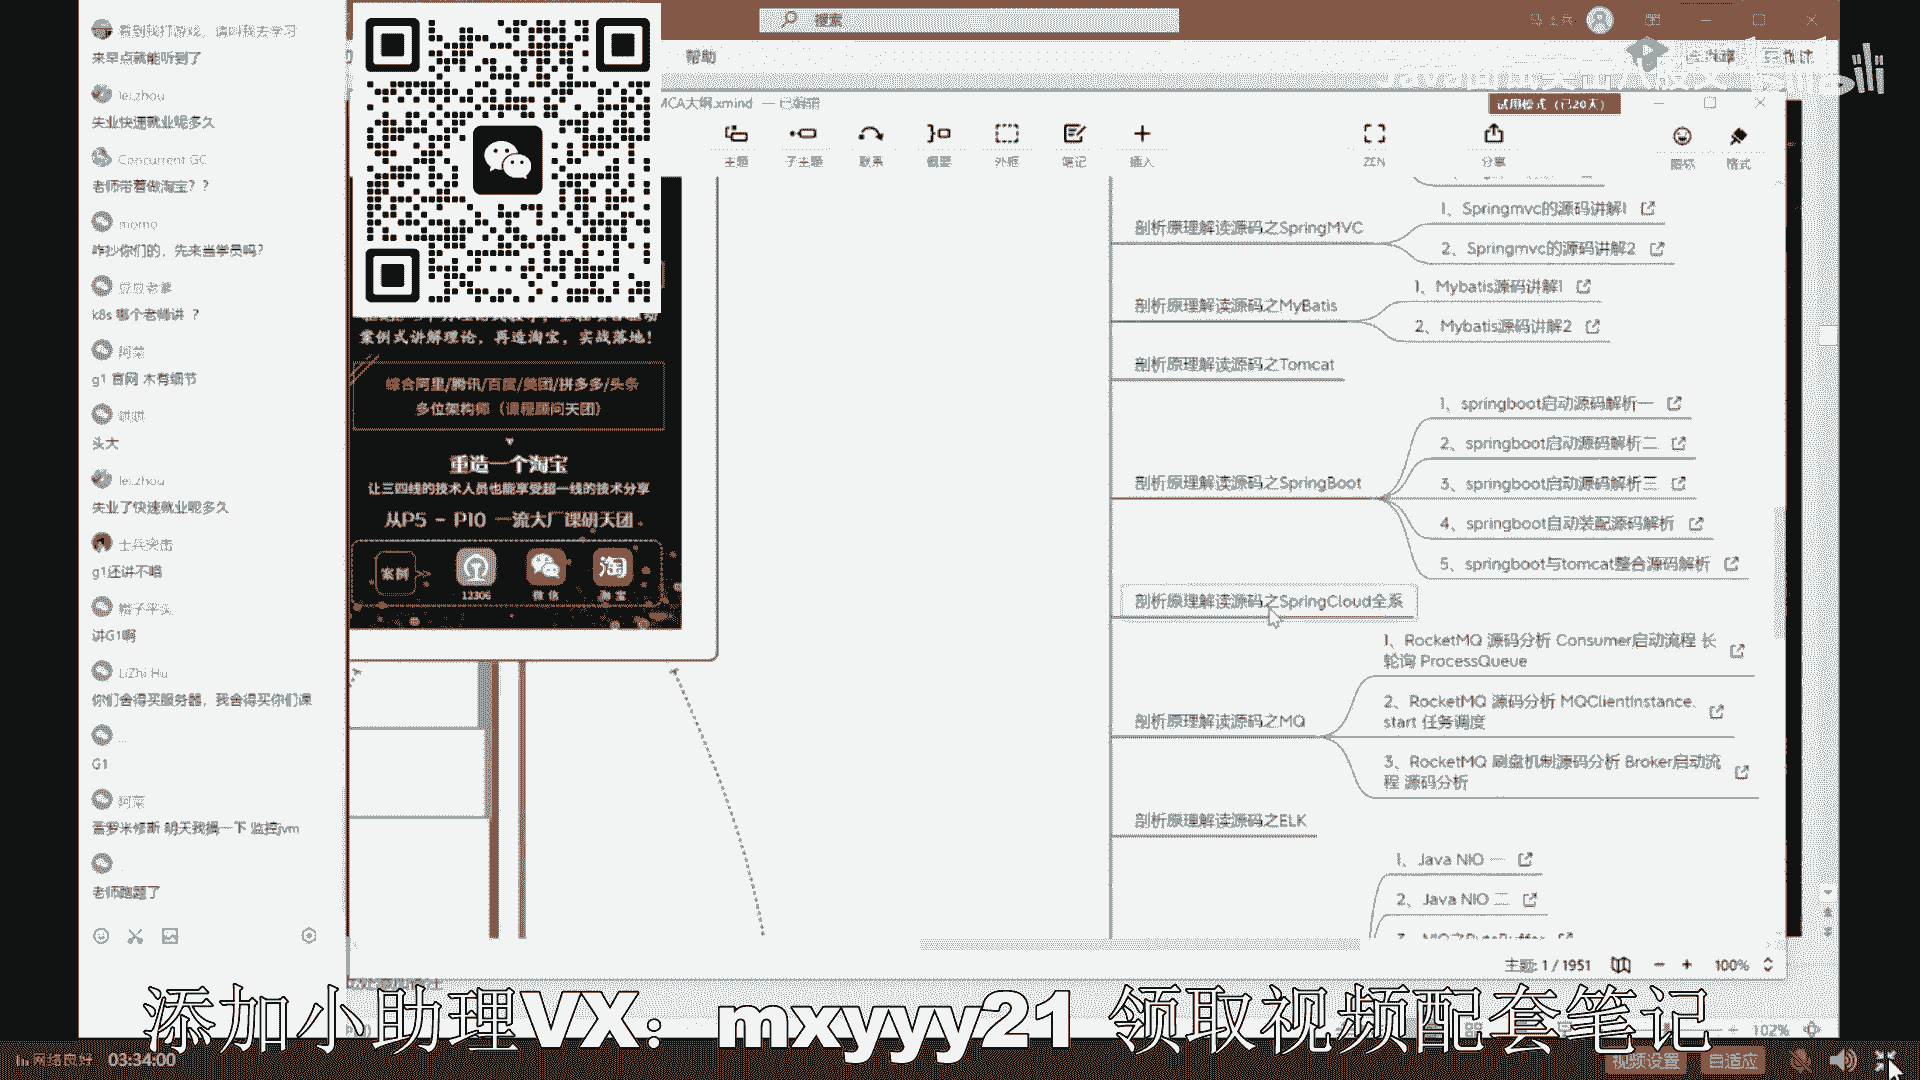 看到我打游戏，请叫我去学习
来早点就能听到了
lei.zhou
失业快速就业呢多久
Concurrent GC
老师带着做淘宝？？
momo
咋抄你们的，先来当学员吗？
豆豆老婆
k8s 哪个老师讲 ？
阿菜
g1 官网 木有细节
琪琪
头大
lei.zhou
失业了快速就业呢多久
士兵突击
g1还讲不咯
讲G1啊
LiZhi Hu
你们舍得买服务器，我舍得买你们课
...
G1
阿菜
普罗米修斯 明天我搞一下 监控jvm
老师跑题了
搜索
帮助
MCA大纲.xmind — 已编辑
试用模式（已20天）
主题
子主题
联系
概要
外框
笔记
插入
ZEN
分享
图标
格式
案例式讲解理论，再造淘宝，实战落地！
综合阿里/腾讯/百度/美团/拼多多/头条
多位架构师（课程顾问天团）
重造一个淘宝
让三四线的技术人员也能享受超一线的技术分享
从P5 - P10 一流大厂课研天团
案例
12306
微 信
淘
淘 宝
剖析原理解读源码之SpringMVC
1、Springmvc的源码讲解1
2、Springmvc的源码讲解2
剖析原理解读源码之MyBatis
1、Mybatis源码讲解1
2、Mybatis源码讲解2
剖析原理解读源码之Tomcat
剖析原理解读源码之SpringBoot
1、springboot启动源码解析一
2、springboot启动源码解析二
3、springboot启动源码解析三
4、springboot自动装配源码解析
5、springboot与tomcat整合源码解析
剖析原理解读源码之SpringCloud全系
剖析原理解读源码之MQ
1、RocketMQ 源码分析 Consumer启动流程 长
轮询 ProcessQueue
2、RocketMQ 源码分析 MQClientInstance.
start 任务调度
3、RocketMQ 刷盘机制源码分析 Broker启动流
程 源码分析
剖析原理解读源码之ELK
1、Java NIO 一
2、Java NIO 二
主题: 1 / 1951
100%
102%
添加小助理VX：mxyyy21 领取视频配套笔记
网络良好
03:34:00
视频设置
自适应